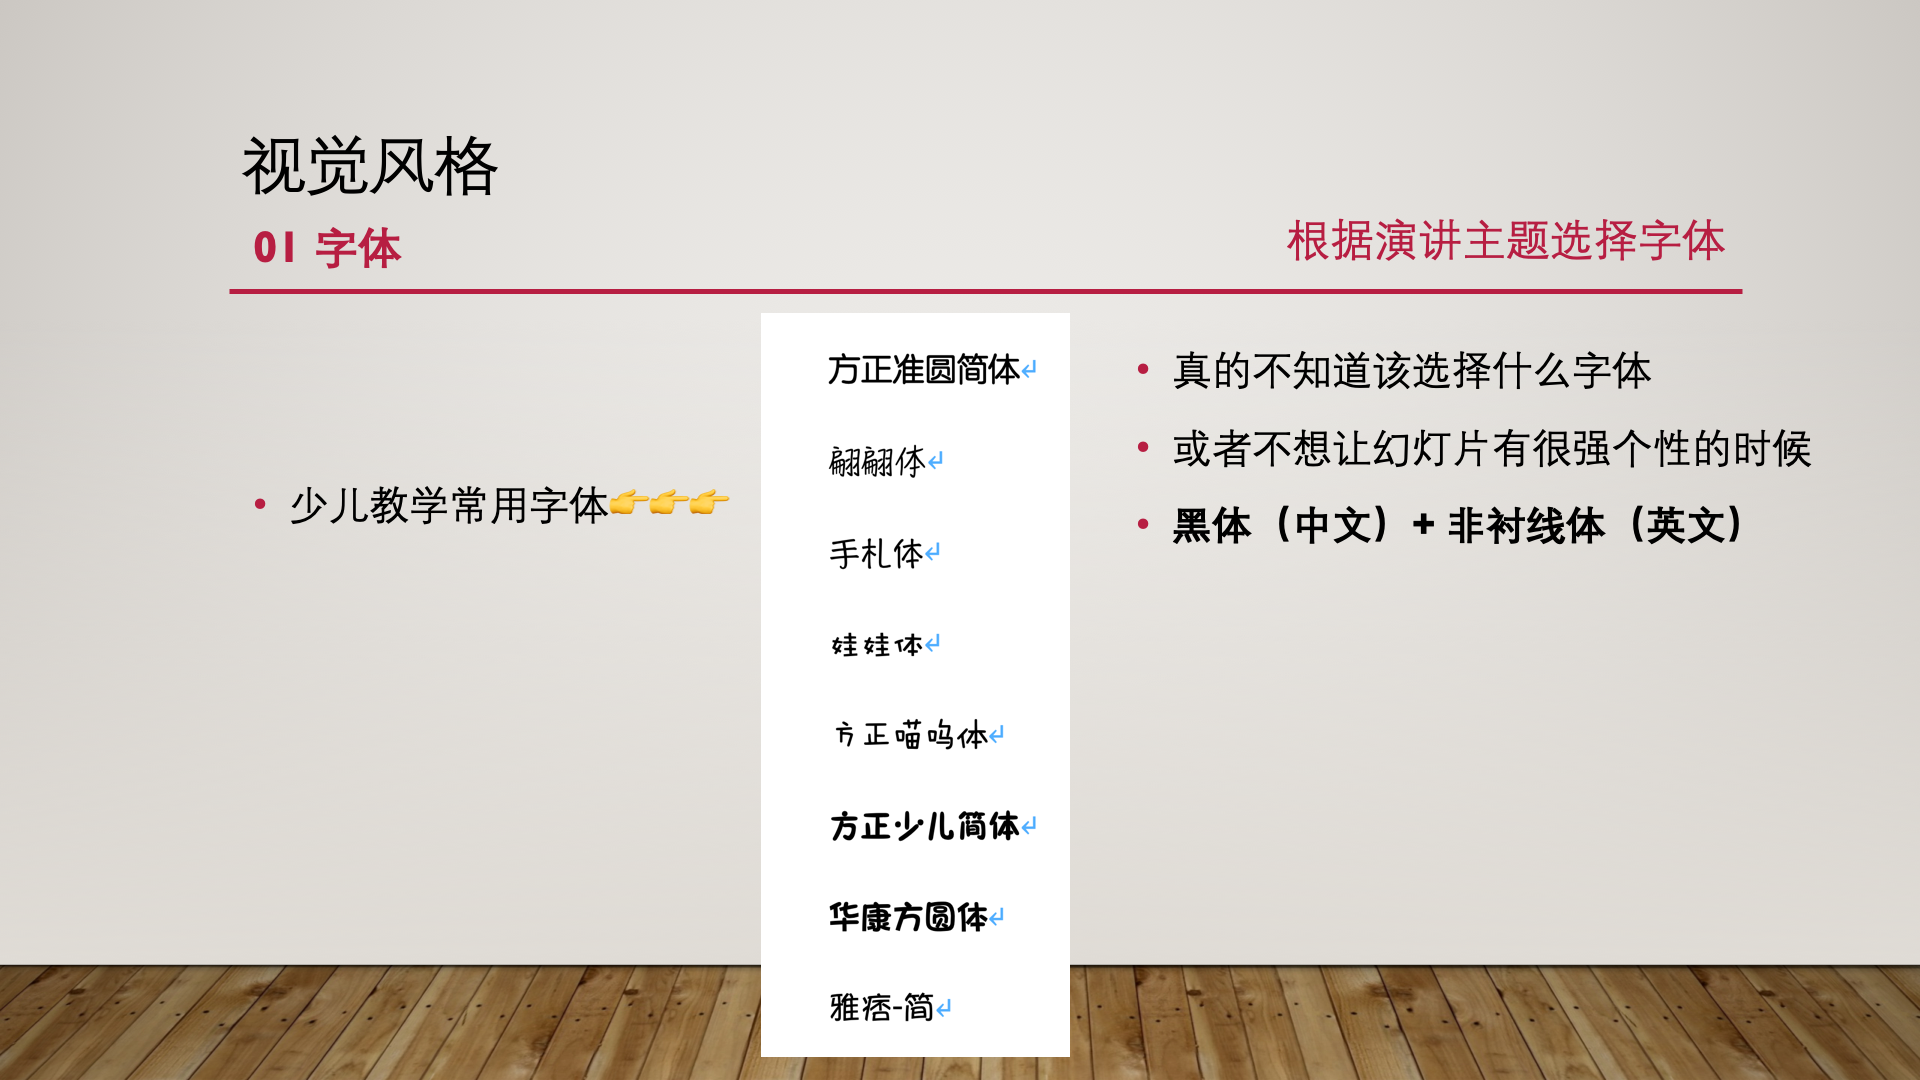 视觉风格
01 字体
根据演讲主题选择字体
• 少儿教学常用字体👉👉👉
方正准圆简体↵
翩翩体↵
手札体↵
娃娃体↵
方正喵呜体↵
方正少儿简体↵
华康方圆体↵
雅痞-简↵
• 真的不知道该选择什么字体
• 或者不想让幻灯片有很强个性的时候
• 黑体（中文）+ 非衬线体（英文）